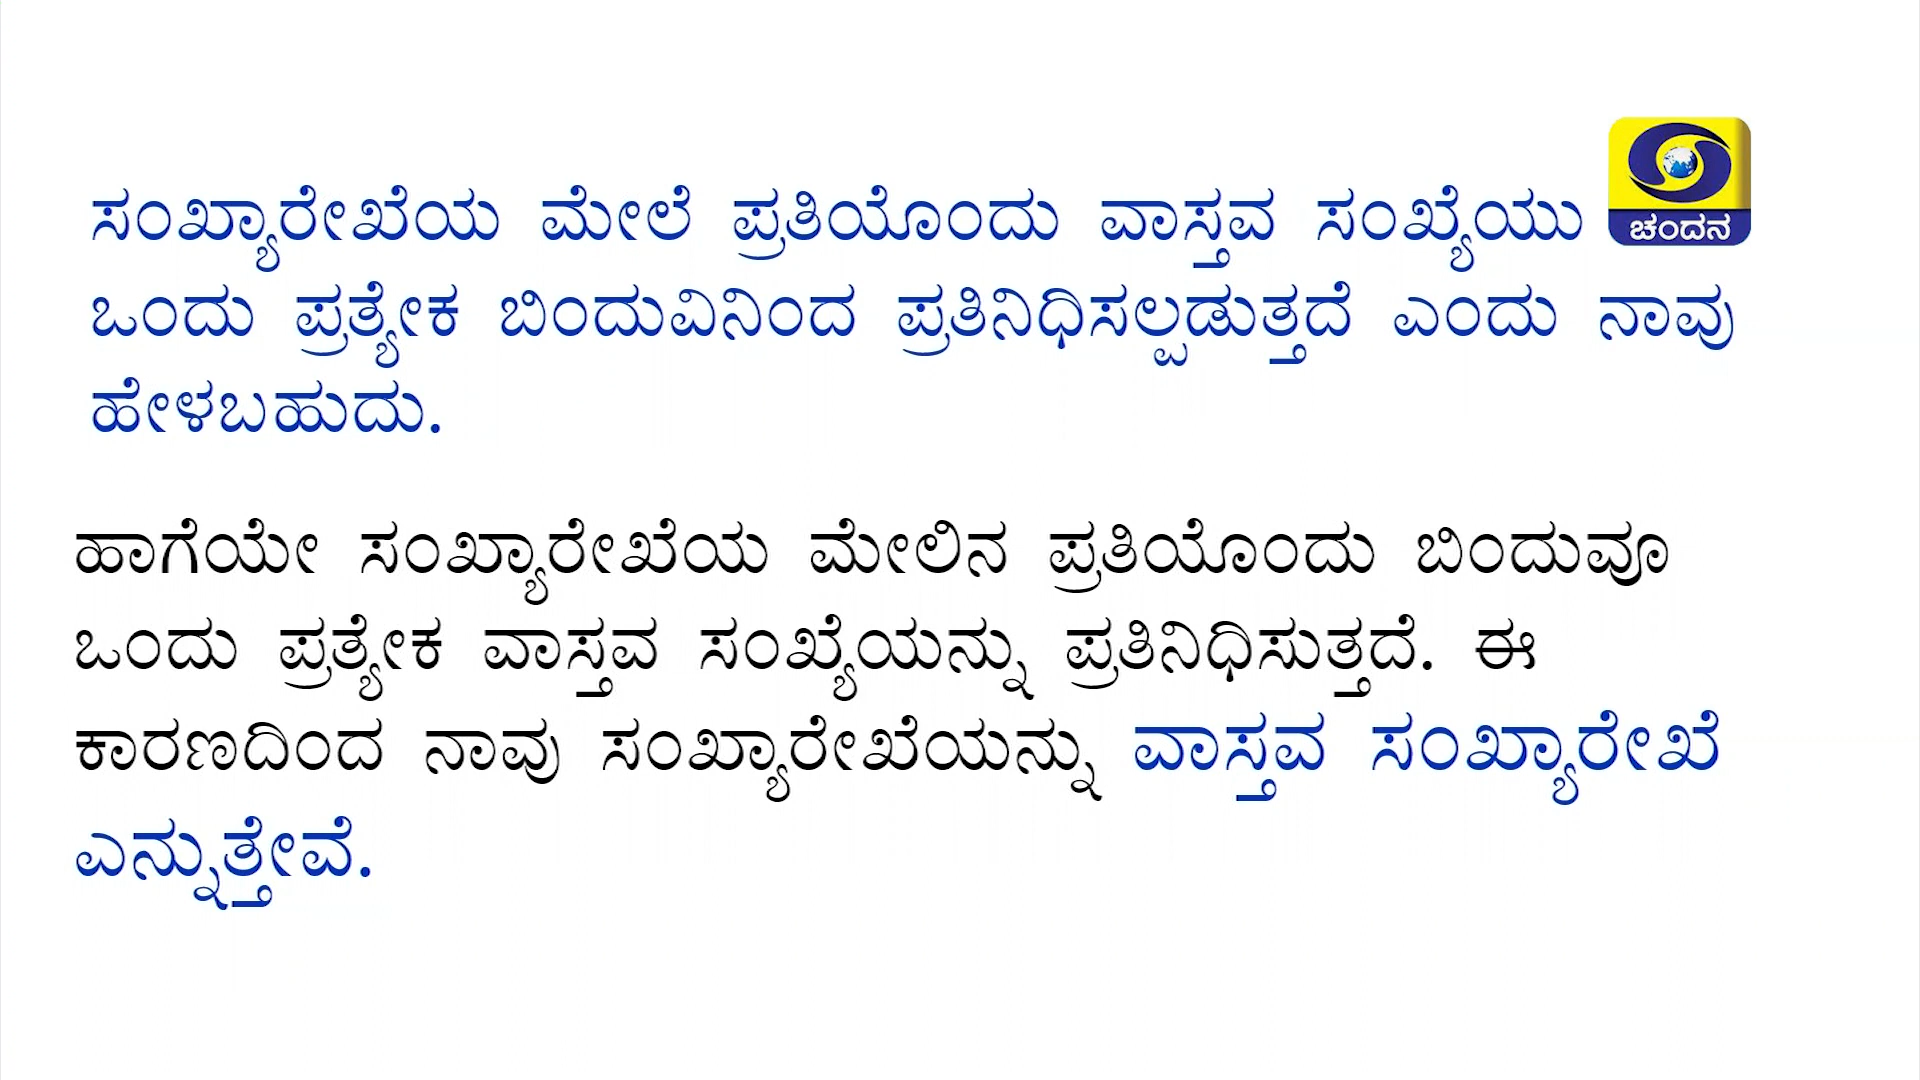 ಚಂದನ
ಸಂಖ್ಯಾರೇಖೆಯ ಮೇಲೆ ಪ್ರತಿಯೊಂದು ವಾಸ್ತವ ಸಂಖ್ಯೆಯು
ಒಂದು ಪ್ರತ್ಯೇಕ ಬಿಂದುವಿನಿಂದ ಪ್ರತಿನಿಧಿಸಲ್ಪಡುತ್ತದೆ ಎಂದು ನಾವು
ಹೇಳಬಹುದು.
ಹಾಗೆಯೇ ಸಂಖ್ಯಾರೇಖೆಯ ಮೇಲಿನ ಪ್ರತಿಯೊಂದು ಬಿಂದುವೂ
ಒಂದು ಪ್ರತ್ಯೇಕ ವಾಸ್ತವ ಸಂಖ್ಯೆಯನ್ನು ಪ್ರತಿನಿಧಿಸುತ್ತದೆ. ಈ
ಕಾರಣದಿಂದ ನಾವು ಸಂಖ್ಯಾರೇಖೆಯನ್ನು ವಾಸ್ತವ ಸಂಖ್ಯಾರೇಖೆ
ಎನ್ನುತ್ತೇವೆ.